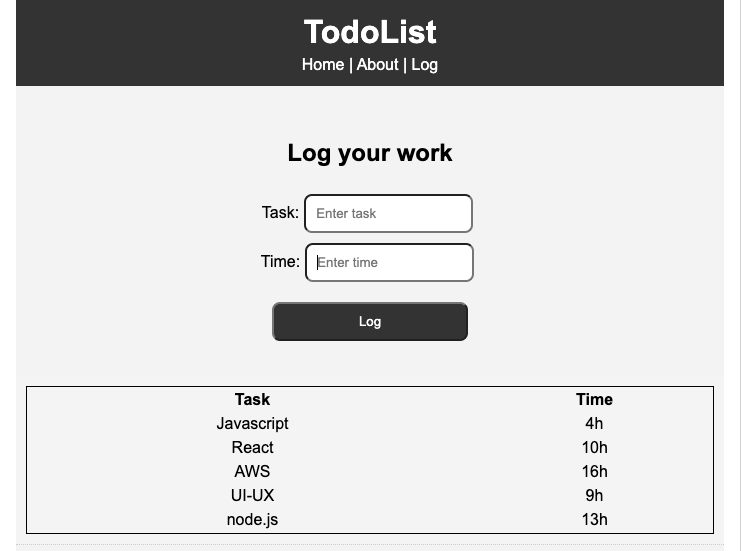 TodoList
Home | About | Log
Log your work
Task: Enter task
Time: Enter time
Log
Task Time
Javascript 4h
React 10h
AWS 16h
UI-UX 9h
node.js 13h